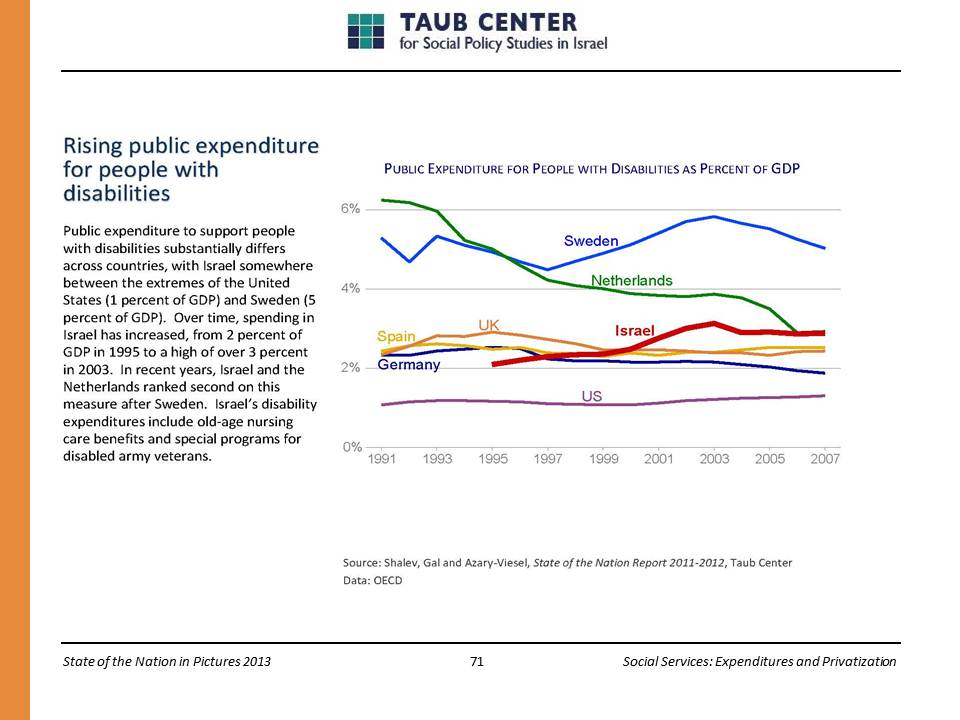 TAUB CENTER
for Social Policy Studies in Israel
Rising public expenditure
for people with
disabilities
Public expenditure to support people
with disabilities substantially differs
across countries, with Israel somewhere
between the extremes of the United
States (1 percent of GDP) and Sweden (5
percent of GDP).  Over time, spending in
Israel has increased, from 2 percent of
GDP in 1995 to a high of over 3 percent
in 2003.  In recent years, Israel and the
Netherlands ranked second on this
measure after Sweden.  Israel's disability
expenditures include old-age nursing
care benefits and special programs for
disabled army veterans.
PUBLIC EXPENDITURE FOR PEOPLE WITH DISABILITIES AS PERCENT OF GDP
6%
Sweden
Netherlands
4%
UK
Israel
Spain
Germany
2%
US
0%
1991 1993 1995 1997 1999 2001 2003 2005 2007
Source: Shalev, Gal and Azary-Viesel, State of the Nation Report 2011-2012, Taub Center
Data: OECD
State of the Nation in Pictures 2013 71 Social Services: Expenditures and Privatization